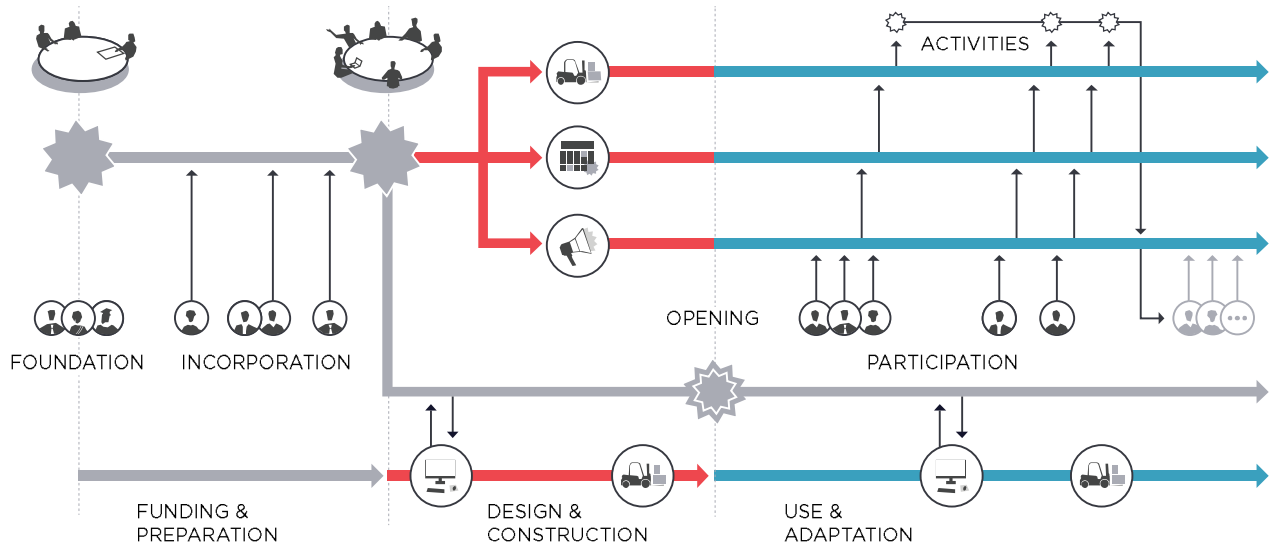 ACTIVITIES
OPENING
FOUNDATION
INCORPORATION
PARTICIPATION
FUNDING &
PREPARATION
DESIGN &
CONSTRUCTION
USE &
ADAPTATION